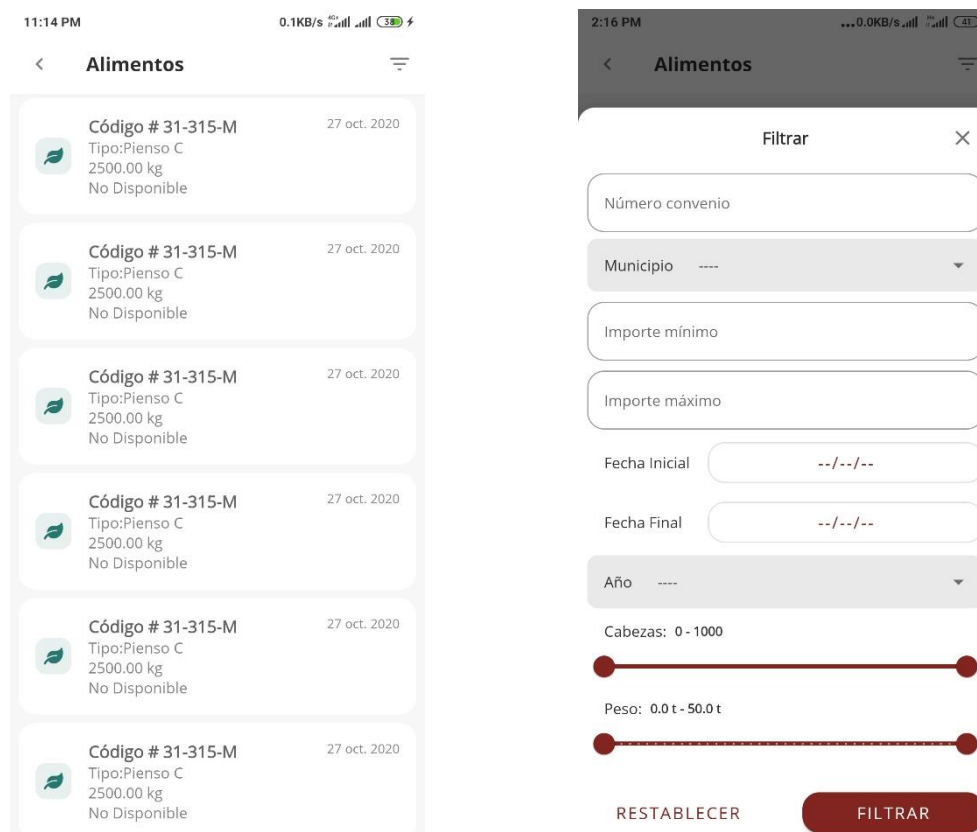 11:14 PM 0.1KB/s 4G+ 38
Alimentos
Código # 31-315-M 27 oct. 2020
Tipo:Pienso C
2500.00 kg
No Disponible
Código # 31-315-M 27 oct. 2020
Tipo:Pienso C
2500.00 kg
No Disponible
Código # 31-315-M 27 oct. 2020
Tipo:Pienso C
2500.00 kg
No Disponible
Código # 31-315-M 27 oct. 2020
Tipo:Pienso C
2500.00 kg
No Disponible
Código # 31-315-M 27 oct. 2020
Tipo:Pienso C
2500.00 kg
No Disponible
Código # 31-315-M 27 oct. 2020
Tipo:Pienso C
2500.00 kg
No Disponible
2:16 PM ...0.0KB/s 41
Alimentos
Filtrar
Número convenio
Municipio ----
Importe mínimo
Importe máximo
Fecha Inicial --/--/--
Fecha Final --/--/--
Año ----
Cabezas: 0 - 1000
Peso: 0.0 t - 50.0 t
RESTABLECER FILTRAR